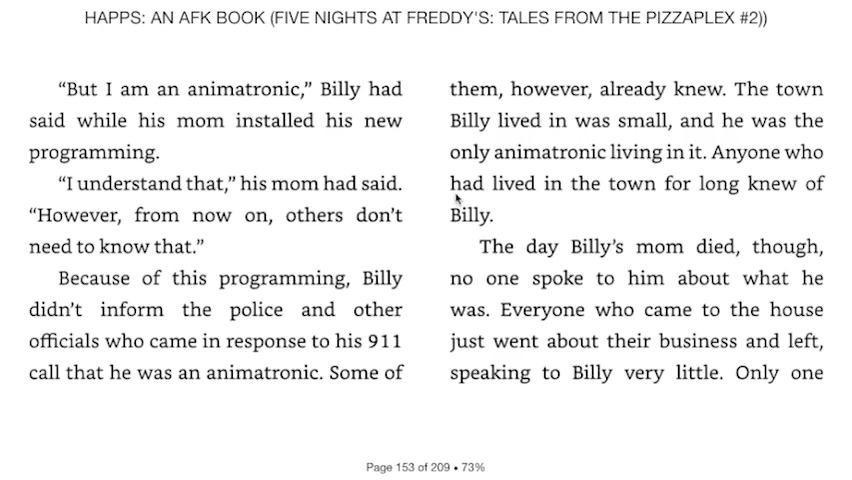 HAPPS: AN AFK BOOK (FIVE NIGHTS AT FREDDY'S: TALES FROM THE PIZZAPLEX #2))
“But I am an animatronic,” Billy had
said while his mom installed his new
programming.
“I understand that,” his mom had said.
“However, from now on, others don’t
need to know that.”
Because of this programming, Billy
didn’t inform the police and other
officials who came in response to his 911
call that he was an animatronic. Some of
them, however, already knew. The town
Billy lived in was small, and he was the
only animatronic living in it. Anyone who
had lived in the town for long knew of
Billy.
The day Billy’s mom died, though,
no one spoke to him about what he
was. Everyone who came to the house
just went about their business and left,
speaking to Billy very little. Only one
Page 153 of 209 • 73%